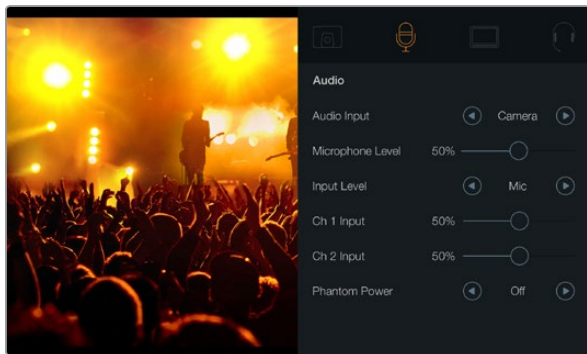 Audio
Audio Input Camera
Microphone Level 50%
Input Level Mic
Ch 1 Input 50%
Ch 2 Input 50%
Phantom Power Off